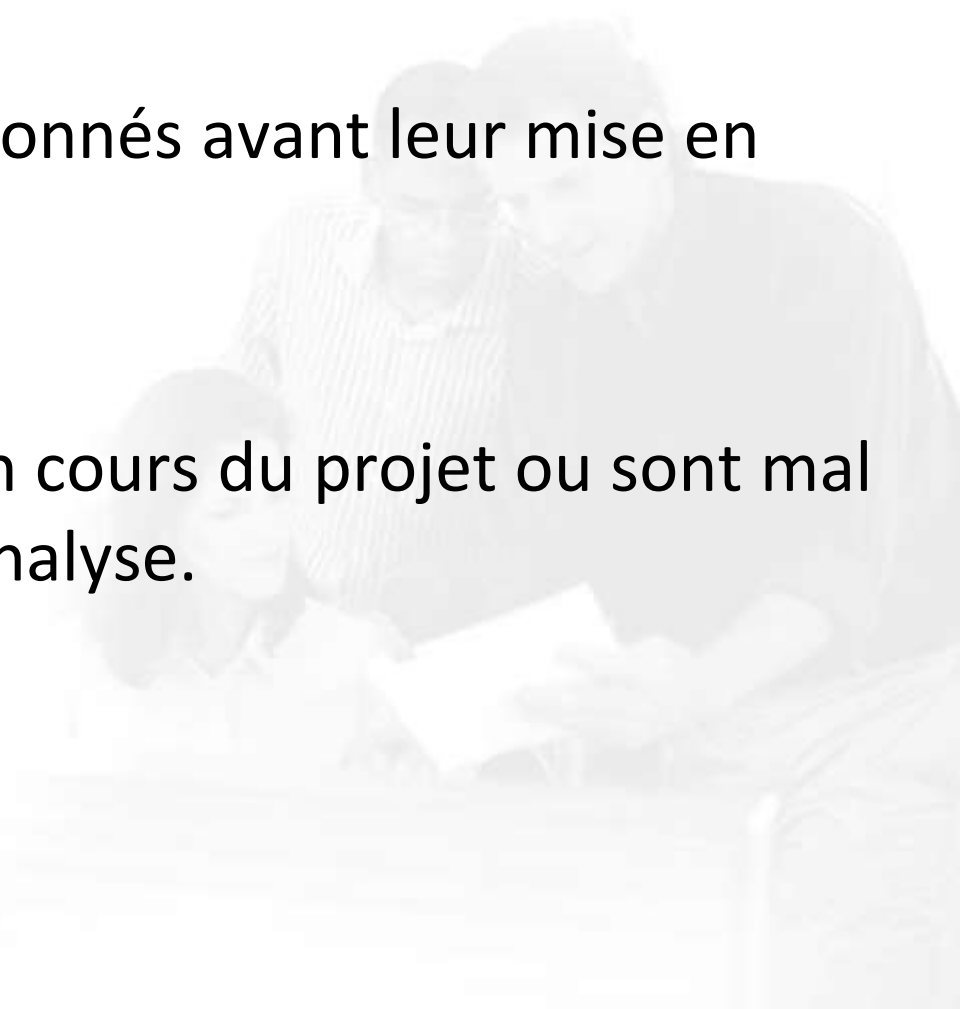 onnés avant leur mise en
n cours du projet ou sont mal
nalyse.